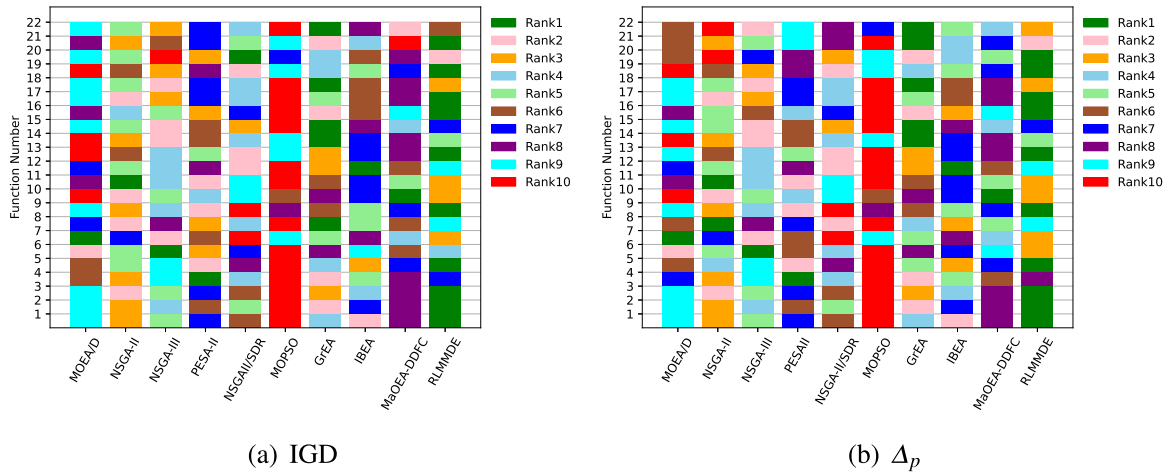 Function Number
22
21
20
19
18
17
16
15
14
13
12
11
10
9
8
7
6
5
4
3
2
1
MOEA/D
NSGA-II
NSGA-III
PESA-II
NSGAII/SDR
MOPSO
GrEA
IBEA
MaOEA-DDFC
RLMMDE
Rank1
Rank2
Rank3
Rank4
Rank5
Rank6
Rank7
Rank8
Rank9
Rank10
(a) IGD
Function Number
22
21
20
19
18
17
16
15
14
13
12
11
10
9
8
7
6
5
4
3
2
1
MOEA/D
NSGA-II
NSGA-III
PESAII
NSGA-II/SDR
MOPSO
GrEA
IBEA
MaOEA-DDFC
RLMMDE
Rank1
Rank2
Rank3
Rank4
Rank5
Rank6
Rank7
Rank8
Rank9
Rank10
(b) Δp